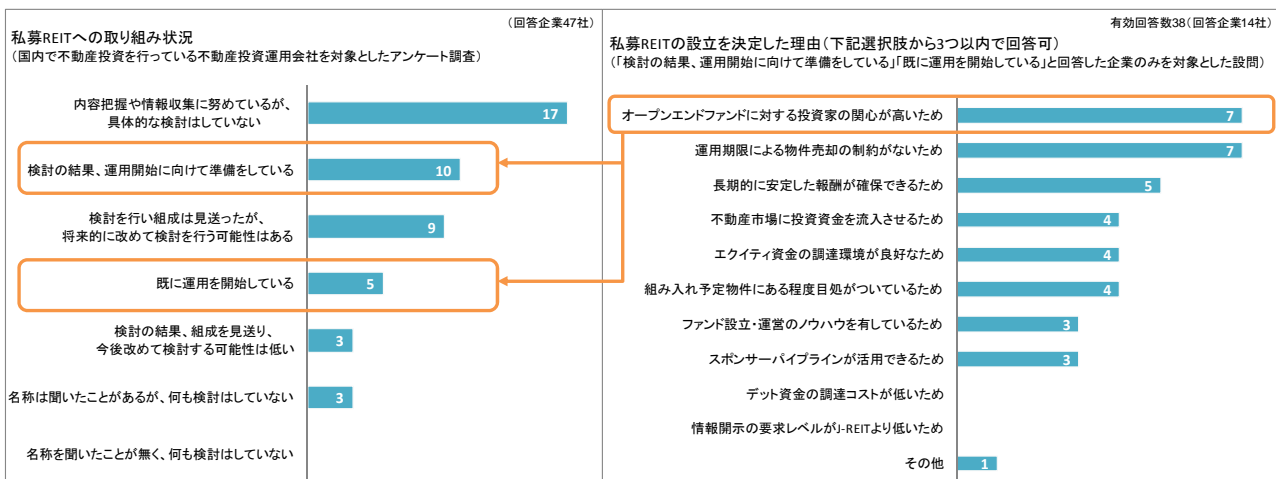 (回答企業47社)
私募REITへの取り組み状況
(国内で不動産投資を行っている不動産投資運用会社を対象としたアンケート調査)
内容把握や情報収集に努めているが、
具体的な検討はしていない
17
検討の結果、運用開始に向けて準備をしている
10
検討を行い組成は見送ったが、
将来的に改めて検討を行う可能性はある
9
既に運用を開始している
5
検討の結果、組成を見送り、
今後改めて検討する可能性は低い
3
名称は聞いたことがあるが、何も検討はしていない
3
名称を聞いたことが無く、何も検討はしていない
有効回答数38(回答企業14社)
私募REITの設立を決定した理由(下記選択肢から3つ以内で回答可)
(「検討の結果、運用開始に向けて準備をしている」「既に運用を開始している」と回答した企業のみを対象とした設問)
オープンエンドファンドに対する投資家の関心が高いため
7
運用期限による物件売却の制約がないため
7
長期的に安定した報酬が確保できるため
5
不動産市場に投資資金を流入させるため
4
エクイティ資金の調達環境が良好なため
4
組み入れ予定物件にある程度目処がついているため
4
ファンド設立・運営のノウハウを有しているため
3
スポンサーパイプラインが活用できるため
3
デット資金の調達コストが低いため
情報開示の要求レベルがJ-REITより低いため
その他
1